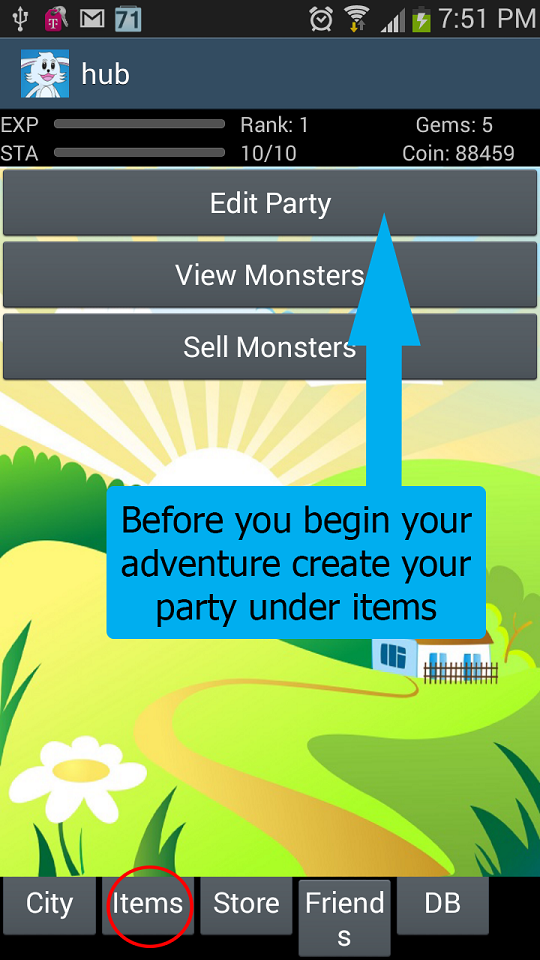 71 7:51 PM
hub
EXP Rank: 1 Gems: 5
STA 10/10 Coin: 88459
Edit Party
View Monsters
Sell Monsters
Before you begin your
adventure create your
party under items
City Items Store Friend
s DB